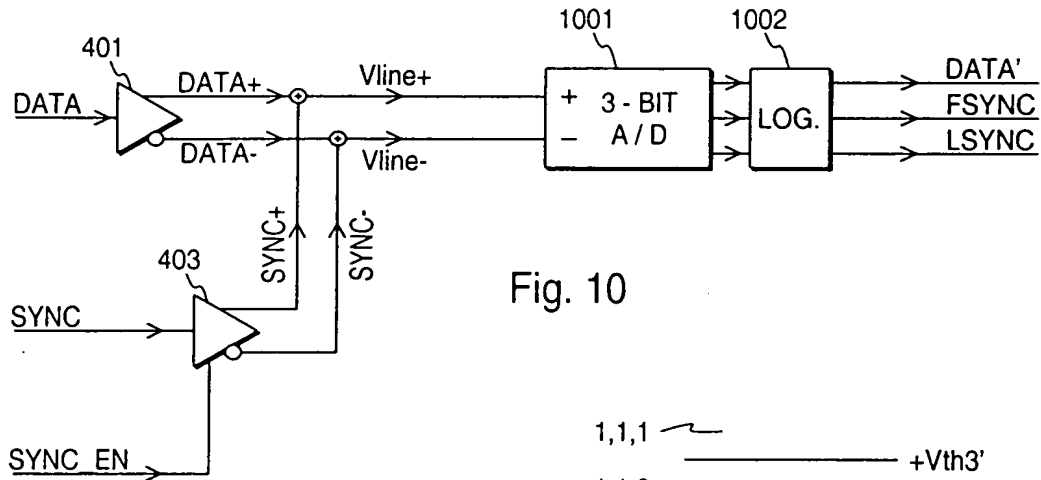 401
DATA
DATA+
DATA-
Vline+
Vline-
1001
+ 3 - BIT
- A / D
1002
LOG.
DATA'
FSYNC
LSYNC
SYNC+
SYNC-
403
SYNC
SYNC_EN
Fig. 10
1,1,1
+Vth3'